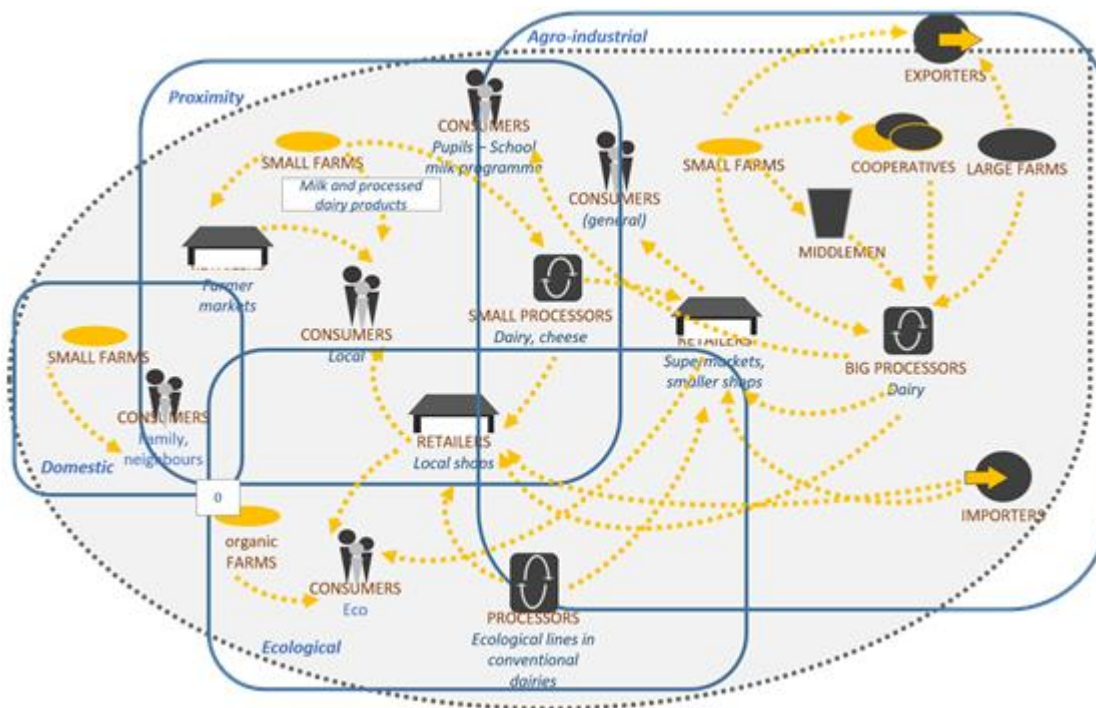 Agro-industrial
EXPORTERS
Proximity
CONSUMERS
Pupils – School
milk programme
SMALL FARMS
Milk and processed
dairy products
CONSUMERS
(general)
SMALL FARMS
COOPERATIVES
LARGE FARMS
MIDDLEMEN
Farmer
markets
CONSUMERS
Local
SMALL PROCESSORS
Dairy, cheese
RETAILERS
Supermarkets,
smaller shops
BIG PROCESSORS
Dairy
SMALL FARMS
CONSUMERS
Family,
neighbours
Domestic
RETAILERS
Local shops
0
IMPORTERS
organic
FARMS
CONSUMERS
Eco
PROCESSORS
Ecological lines in
conventional
dairies
Ecological